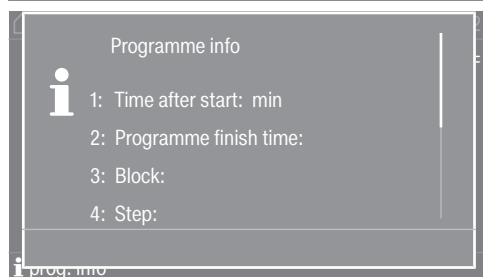 Programme info
1: Time after start: min
2: Programme finish time:
3: Block:
4: Step:
prog. info